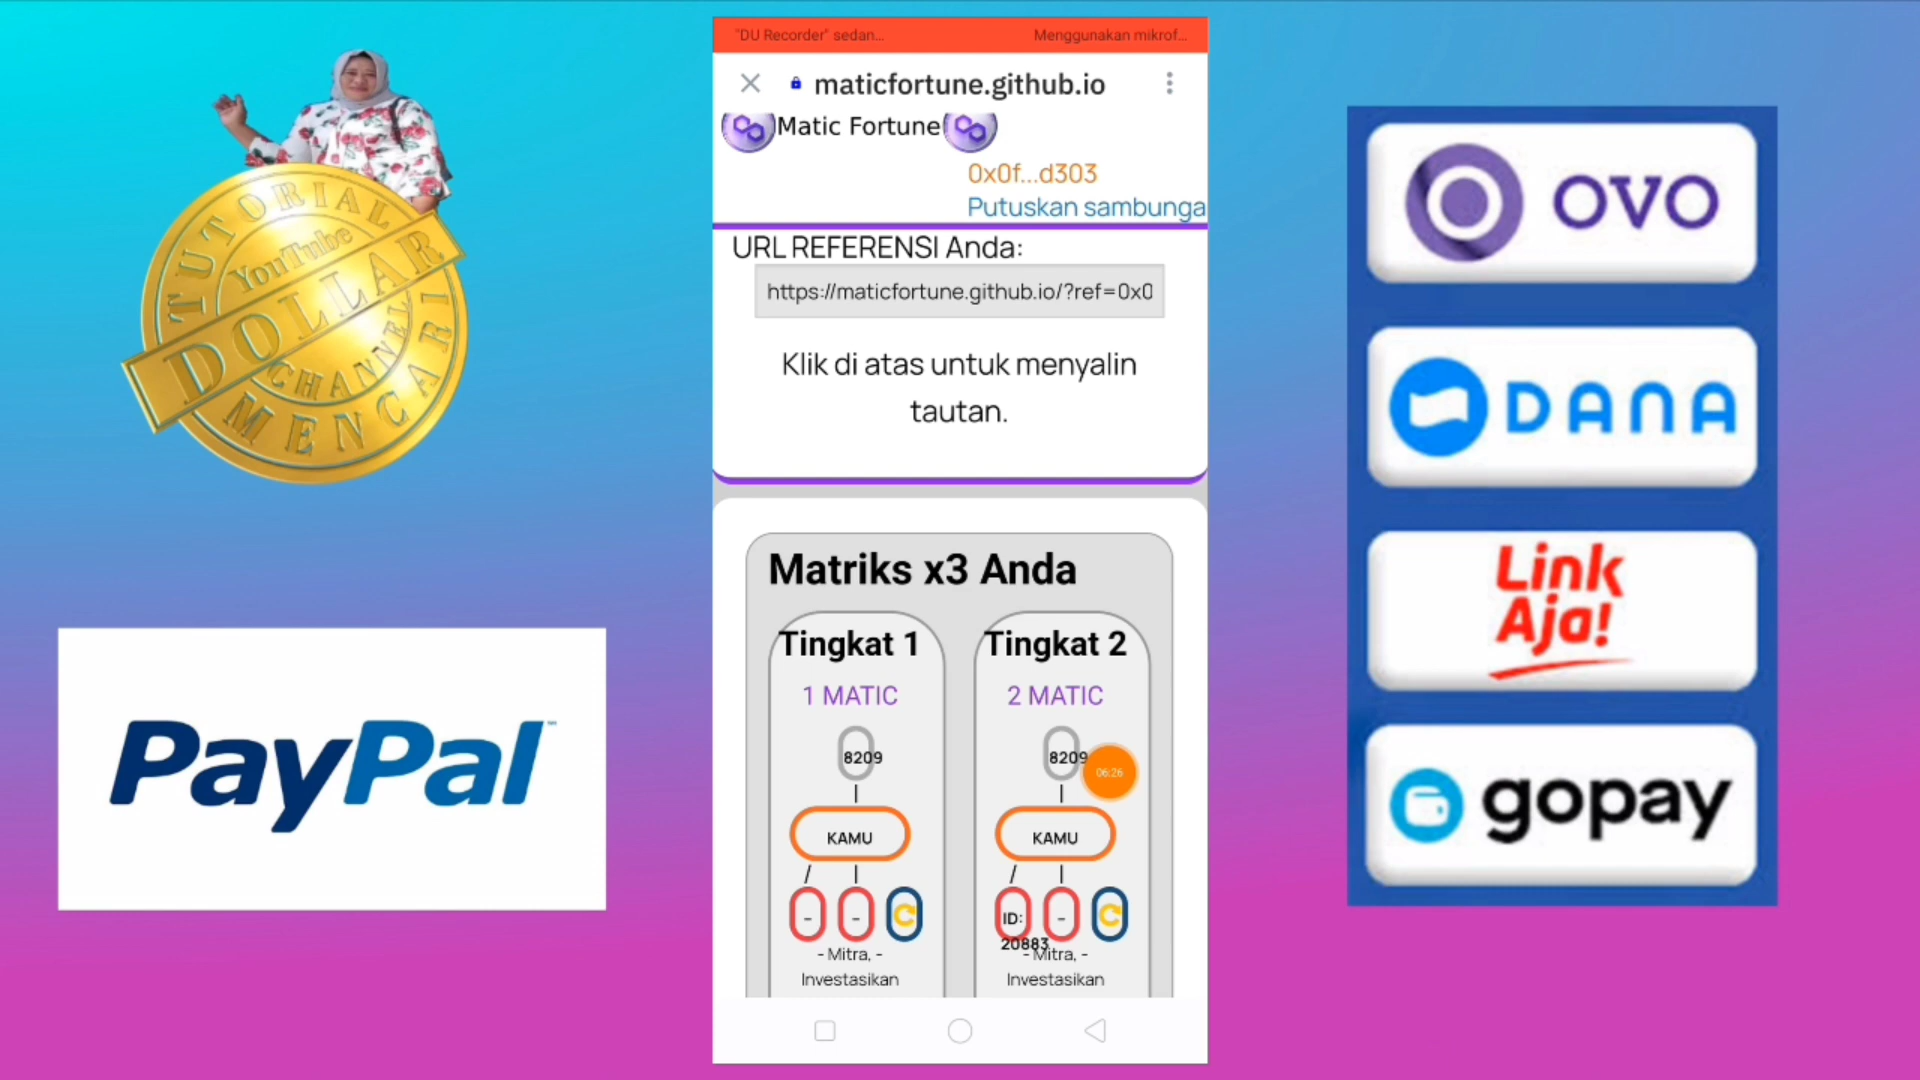 TUTORIAL
YouTube
DOLLAR
CHANNEL
MENCARI
PayPal
"DU Recorder" sedan...
Menggunakan mikrof...
maticfortune.github.io
Matic Fortune
0x0f...d303
Putuskan sambunga
URL REFERENSI Anda:
https://maticfortune.github.io/?ref=0x0
Klik di atas untuk menyalin
tautan.
Matriks x3 Anda
Tingkat 1
1 MATIC
8209
KAMU
- -
- Mitra, -
Investasikan
Tingkat 2
2 MATIC
8209
06:26
KAMU
ID: -
20883
- Mitra, -
Investasikan
OVO
DANA
Link
Aja!
gopay